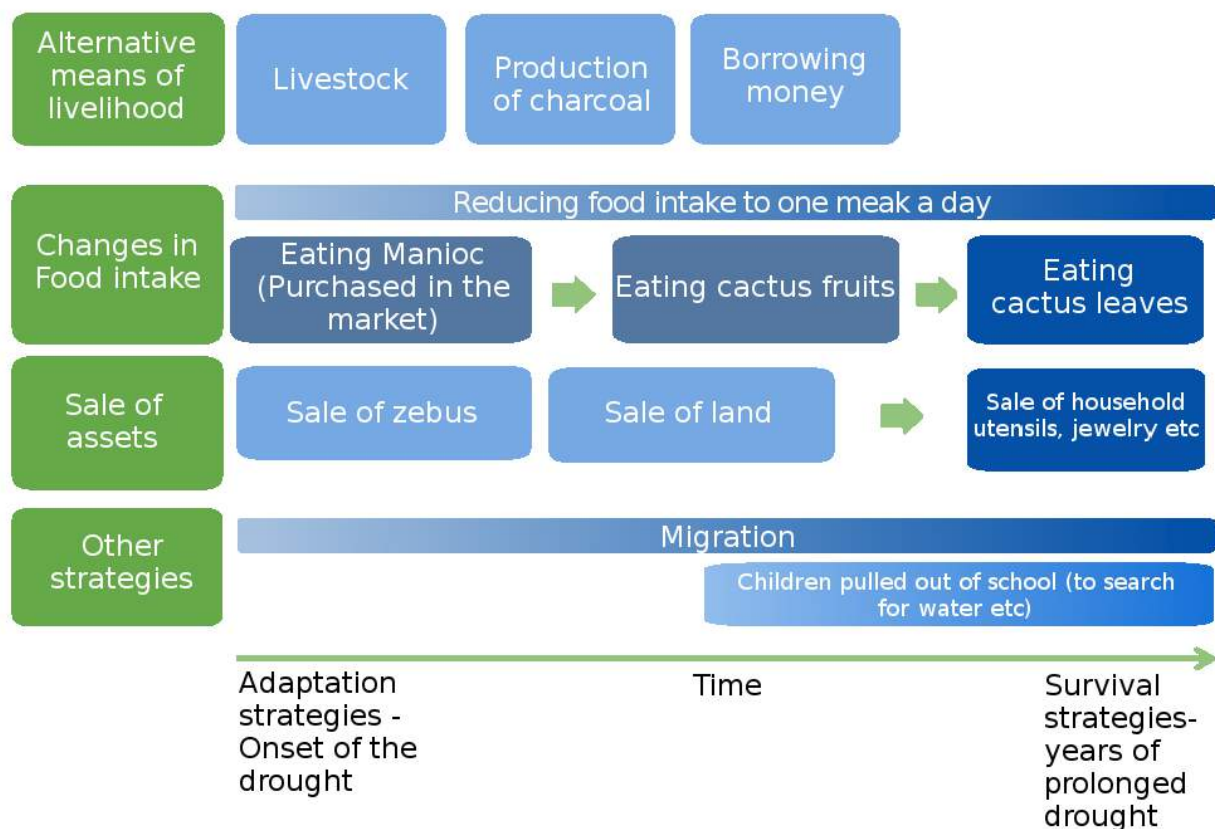 Alternative
means of
livelihood
Livestock
Production
of charcoal
Borrowing
money
Changes in
Food intake
Reducing food intake to one meak a day
Eating Manioc
(Purchased in the
market)
Eating cactus fruits
Eating
cactus leaves
Sale of
assets
Sale of zebus
Sale of land
Sale of household
utensils, jewelry etc
Other
strategies
Migration
Children pulled out of school (to search
for water etc)
Adaptation
strategies -
Onset of the
drought
Time
Survival
strategies-
years of
prolonged
drought